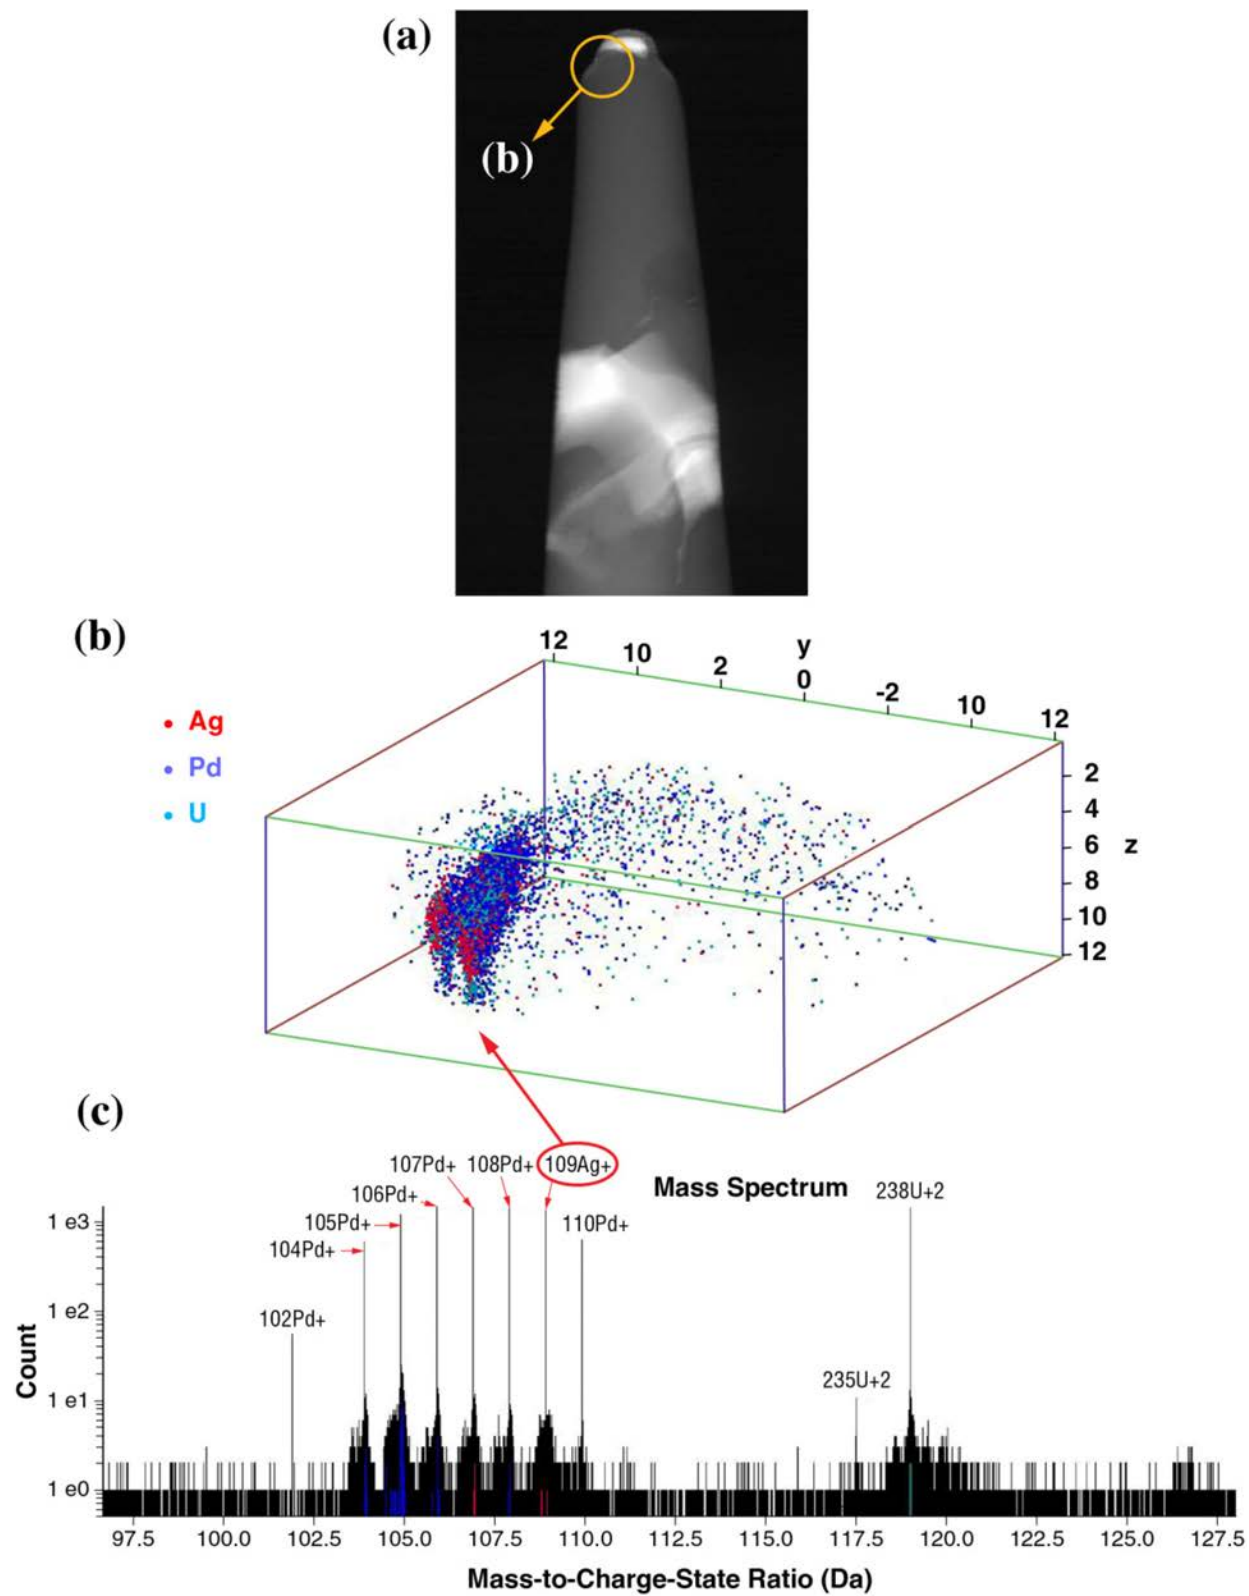 (a)
(b)
(b)
12 10 2 y 0 -2 10 12
Ag
Pd
U
2
4
6
z
8
10
12
(c)
107Pd+ 108Pd+ 109Ag+
Mass Spectrum
238U+2
106Pd+
105Pd+
110Pd+
104Pd+
102Pd+
235U+2
1 e3
1 e2
1 e1
1 e0
Count
97.5 100.0 102.5 105.0 107.5 110.0 112.5 115.0 117.5 120.0 122.5 125.0 127.5
Mass-to-Charge-State Ratio (Da)